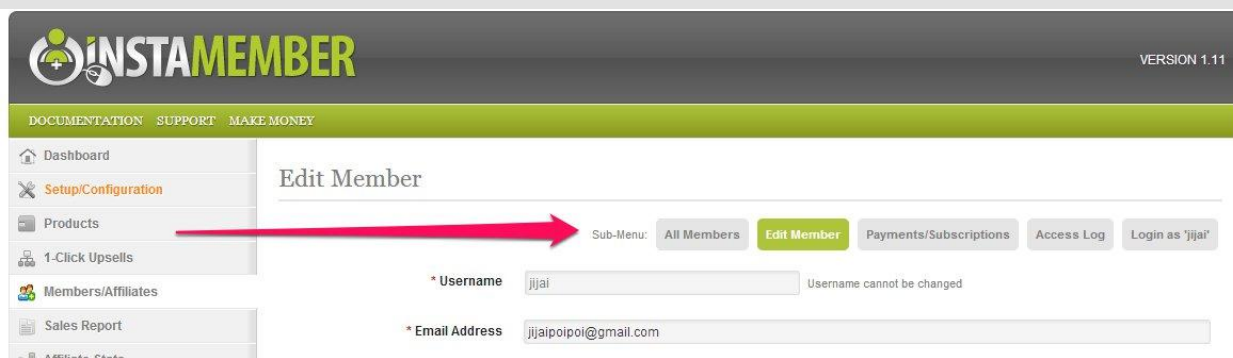 iNSTAMEMBER
VERSION 1.11
DOCUMENTATION SUPPORT MAKE MONEY
Dashboard
Setup/Configuration
Products
1-Click Upsells
Members/Affiliates
Sales Report
Affiliate Stats
Edit Member
Sub-Menu: All Members Edit Member Payments/Subscriptions Access Log Login as 'jijai'
* Username jijai Username cannot be changed
* Email Address jijaipoipoi@gmail.com